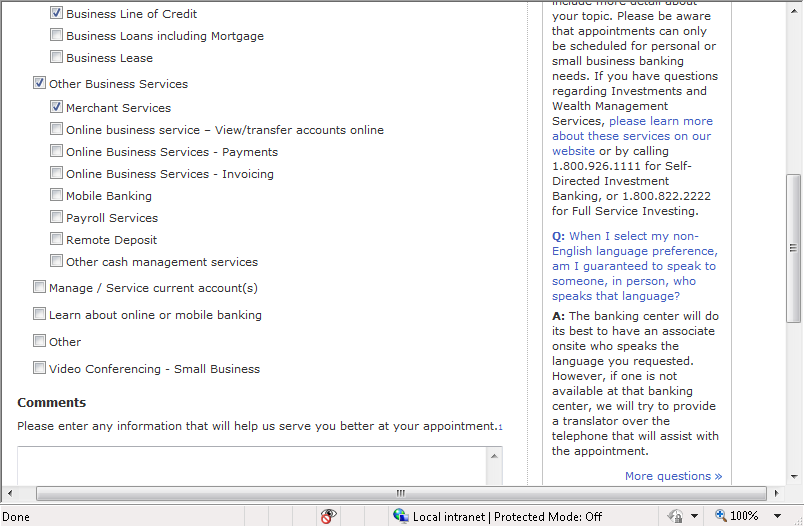 Business Line of Credit
Business Loans including Mortgage
Business Lease
Other Business Services
Merchant Services
Online business service – View/transfer accounts online
Online Business Services - Payments
Online Business Services - Invoicing
Mobile Banking
Payroll Services
Remote Deposit
Other cash management services
Manage / Service current account(s)
Learn about online or mobile banking
Other
Video Conferencing - Small Business
Comments
Please enter any information that will help us serve you better at your appointment.1
include more detail about
your topic. Please be aware
that appointments can only
be scheduled for personal or
small business banking
needs. If you have questions
regarding Investments and
Wealth Management
Services, please learn more
about these services on our
website or by calling
1.800.926.1111 for Self-
Directed Investment
Banking, or 1.800.822.2222
for Full Service Investing.
Q: When I select my non-
English language preference,
am I guaranteed to speak to
someone, in person, who
speaks that language?
A: The banking center will do
its best to have an associate
onsite who speaks the
language you requested.
However, if one is not
available at that banking
center, we will try to provide
a translator over the
telephone that will assist with
the appointment.
More questions »
Done
Local intranet | Protected Mode: Off
100%